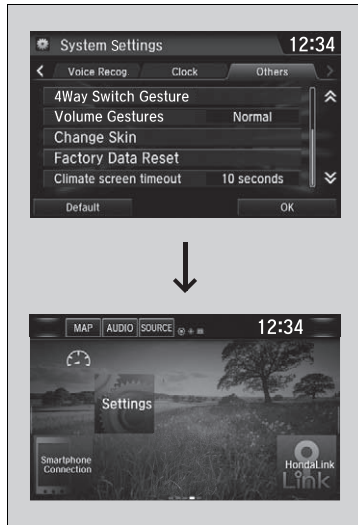 System Settings 12:34
Voice Recog. Clock Others
4Way Switch Gesture
Volume Gestures Normal
Change Skin
Factory Data Reset
Climate screen timeout 10 seconds
Default OK
MAP AUDIO SOURCE 12:34
Settings
Smartphone
Connection
HondaLink
Link